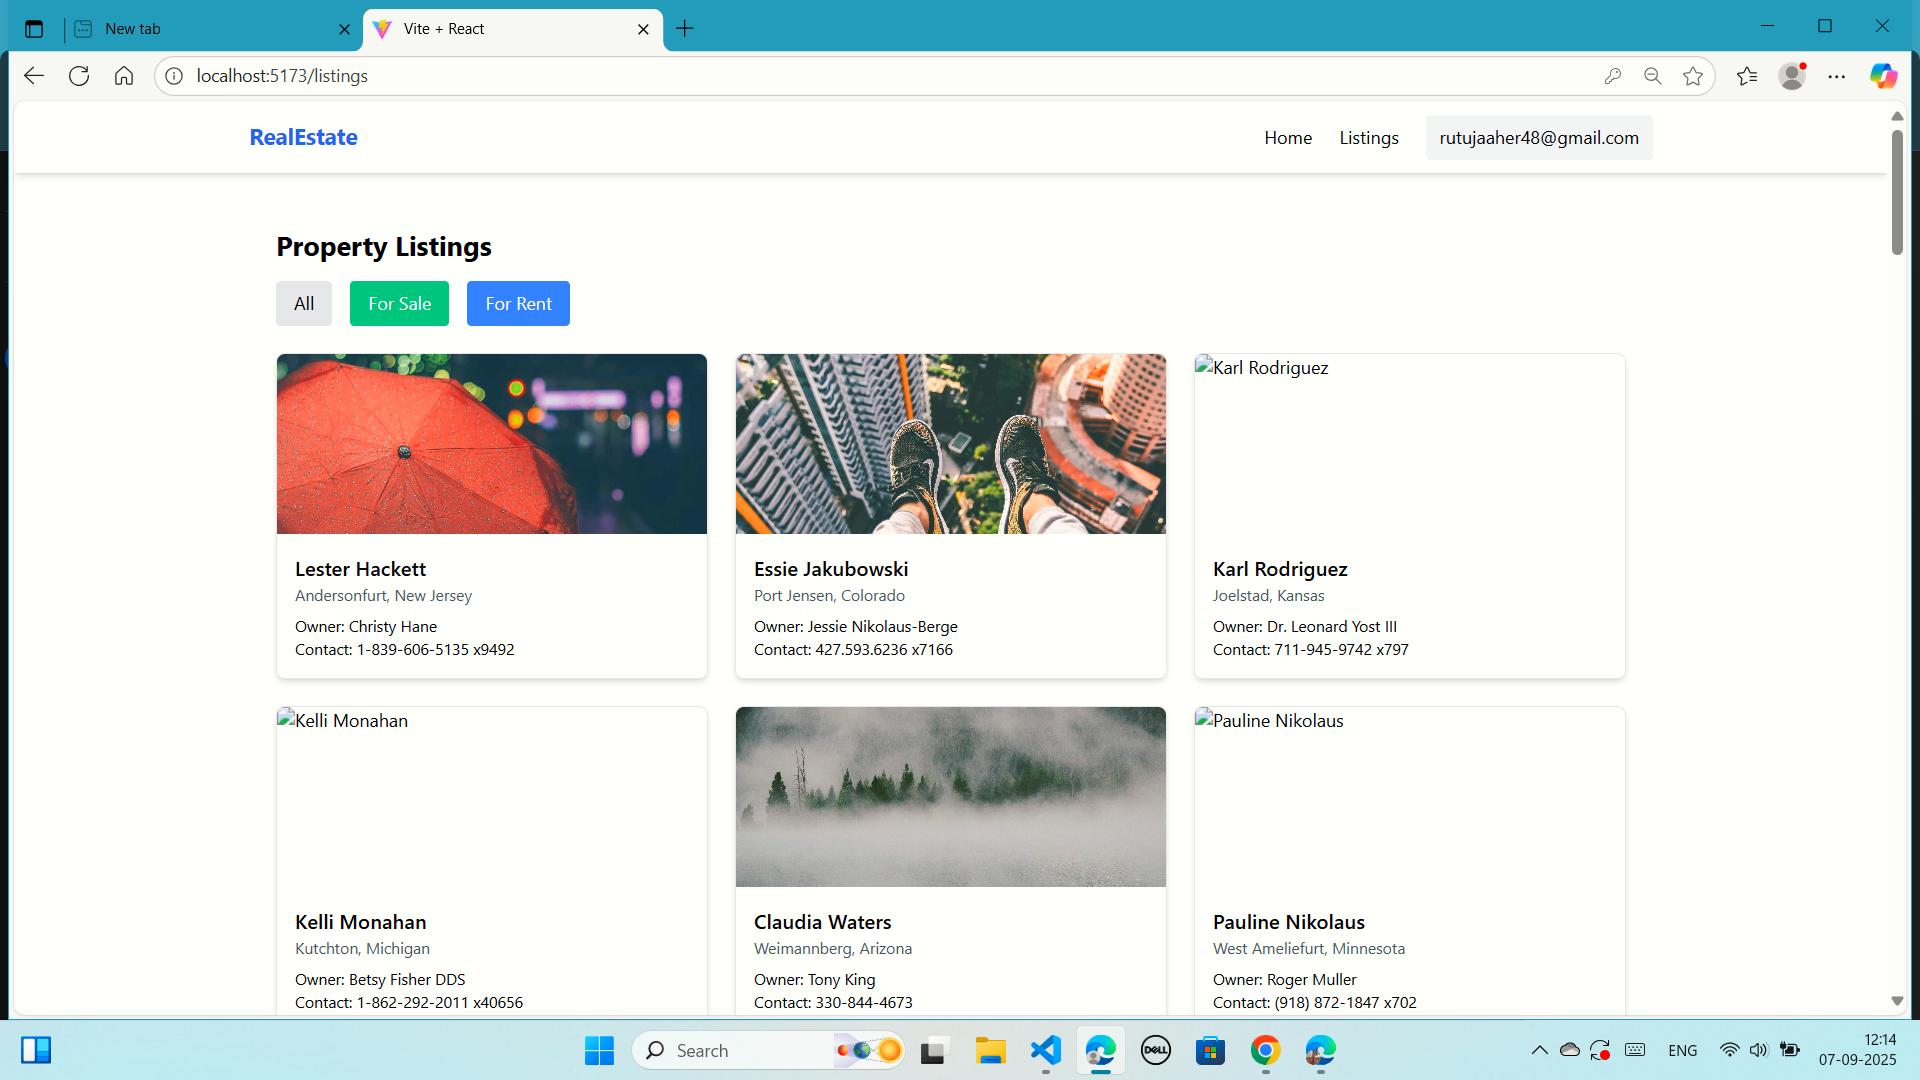 New tab
Vite + React
localhost:5173/listings
RealEstate
Home
Listings
rutujaaher48@gmail.com
Property Listings
All
For Sale
For Rent
Karl Rodriguez
Lester Hackett
Andersonfurt, New Jersey
Owner: Christy Hane
Contact: 1-839-606-5135 x9492
Essie Jakubowski
Port Jensen, Colorado
Owner: Jessie Nikolaus-Berge
Contact: 427.593.6236 x7166
Karl Rodriguez
Joelstad, Kansas
Owner: Dr. Leonard Yost III
Contact: 711-945-9742 x797
Kelli Monahan
Pauline Nikolaus
Kelli Monahan
Kutchton, Michigan
Owner: Betsy Fisher DDS
Contact: 1-862-292-2011 x40656
Claudia Waters
Weimannberg, Arizona
Owner: Tony King
Contact: 330-844-4673
Pauline Nikolaus
West Ameliefurt, Minnesota
Owner: Roger Muller
Contact: (918) 872-1847 x702
Search
DELL
ENG
12:14
07-09-2025